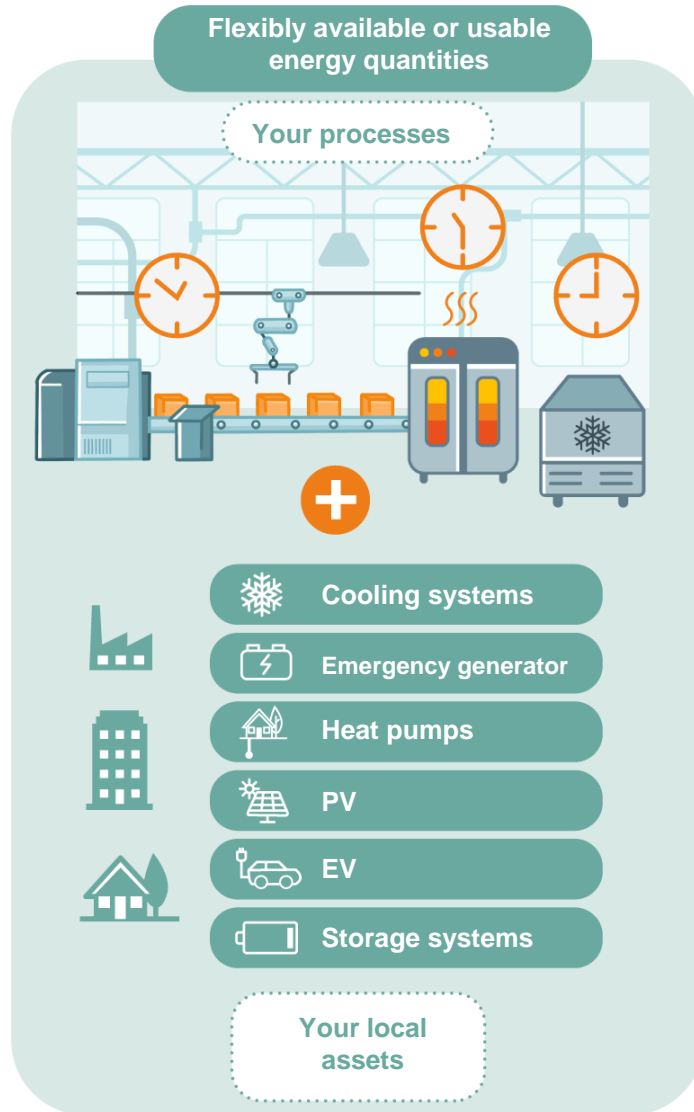 Flexibly available or usable
energy quantities
Your processes
Cooling systems
Emergency generator
Heat pumps
PV
EV
Storage systems
Your local
assets